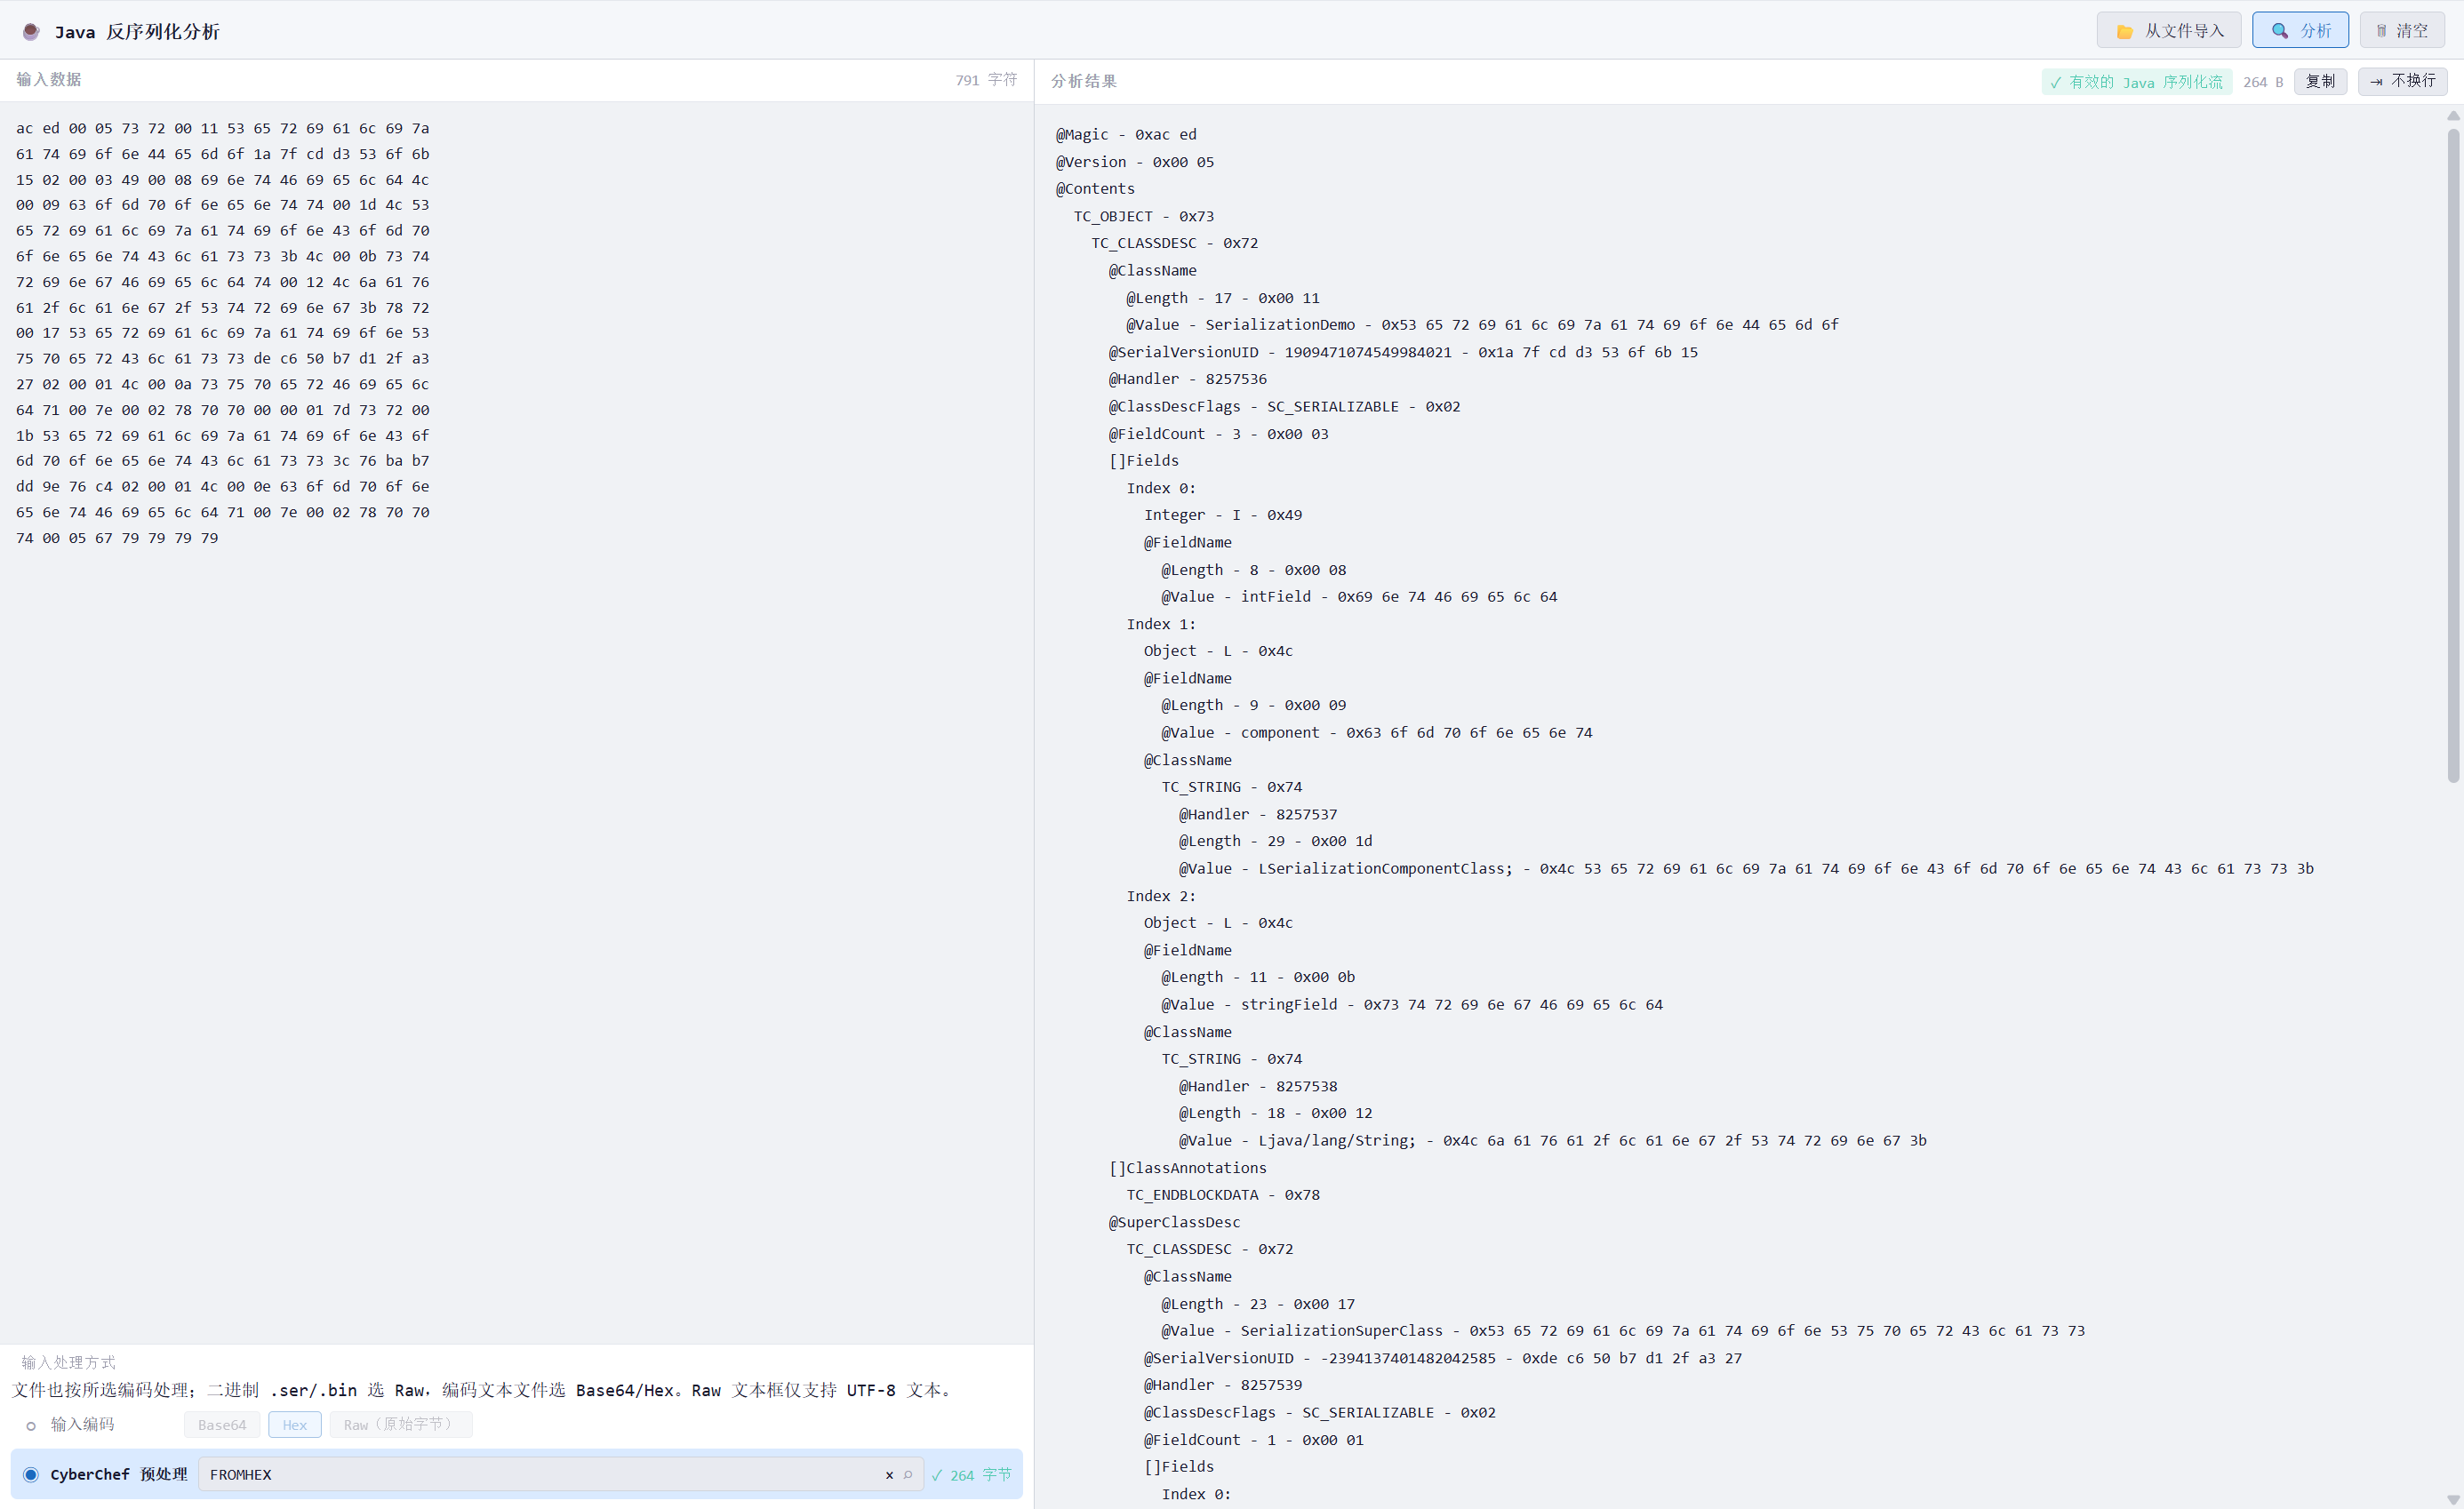 Java 反序列化分析
从文件导入
分析
清空
输入数据
791 字符
ac ed 00 05 73 72 00 11 53 65 72 69 61 6c 69 7a
61 74 69 6f 6e 44 65 6d 6f 1a 7f cd d3 53 6f 6b
15 02 00 03 49 00 08 69 6e 74 46 69 65 6c 64 4c
00 09 63 6f 6d 70 6f 6e 65 6e 74 74 00 1d 4c 53
65 72 69 61 6c 69 7a 61 74 69 6f 6e 43 6f 6d 70
6f 6e 65 6e 74 43 6c 61 73 73 3b 4c 00 0b 73 74
72 69 6e 67 46 69 65 6c 64 74 00 12 4c 6a 61 76
61 2f 6c 61 6e 67 2f 53 74 72 69 6e 67 3b 78 72
00 17 53 65 72 69 61 6c 69 7a 61 74 69 6f 6e 53
75 70 65 72 43 6c 61 73 73 de c6 50 b7 d1 2f a3
27 02 00 01 4c 00 0a 73 75 70 65 72 46 69 65 6c
64 71 00 7e 00 02 78 70 70 00 00 01 7d 73 72 00
1b 53 65 72 69 61 6c 69 7a 61 74 69 6f 6e 43 6f
6d 70 6f 6e 65 6e 74 43 6c 61 73 73 3c 76 ba b7
dd 9e 76 c4 02 00 01 4c 00 0e 63 6f 6d 70 6f 6e
65 6e 74 46 69 65 6c 64 71 00 7e 00 02 78 70 70
74 00 05 67 79 79 79 79
输入处理方式
文件也按所选编码处理；二进制 .ser/.bin 选 Raw，编码文本文件选 Base64/Hex。Raw 文本框仅支持 UTF-8 文本。
输入编码
Base64
Hex
Raw（原始字节）
CyberChef 预处理
FROMHEX
x
✓ 264 字节
分析结果
✓ 有效的 Java 序列化流
264 B
复制
⇥ 不换行
@Magic - 0xac ed
@Version - 0x00 05
@Contents
TC_OBJECT - 0x73
TC_CLASSDESC - 0x72
@ClassName
@Length - 17 - 0x00 11
@Value - SerializationDemo - 0x53 65 72 69 61 6c 69 7a 61 74 69 6f 6e 44 65 6d 6f
@SerialVersionUID - 1909471074549984021 - 0x1a 7f cd d3 53 6f 6b 15
@Handler - 8257536
@ClassDescFlags - SC_SERIALIZABLE - 0x02
@FieldCount - 3 - 0x00 03
[]Fields
Index 0:
Integer - I - 0x49
@FieldName
@Length - 8 - 0x00 08
@Value - intField - 0x69 6e 74 46 69 65 6c 64
Index 1:
Object - L - 0x4c
@FieldName
@Length - 9 - 0x00 09
@Value - component - 0x63 6f 6d 70 6f 6e 65 6e 74
@ClassName
TC_STRING - 0x74
@Handler - 8257537
@Length - 29 - 0x00 1d
@Value - LSerializationComponentClass; - 0x4c 53 65 72 69 61 6c 69 7a 61 74 69 6f 6e 43 6f 6d 70 6f 6e 65 6e 74 43 6c 61 73 73 3b
Index 2:
Object - L - 0x4c
@FieldName
@Length - 11 - 0x00 0b
@Value - stringField - 0x73 74 72 69 6e 67 46 69 65 6c 64
@ClassName
TC_STRING - 0x74
@Handler - 8257538
@Length - 18 - 0x00 12
@Value - Ljava/lang/String; - 0x4c 6a 61 76 61 2f 6c 61 6e 67 2f 53 74 72 69 6e 67 3b
[]ClassAnnotations
TC_ENDBLOCKDATA - 0x78
@SuperClassDesc
TC_CLASSDESC - 0x72
@ClassName
@Length - 23 - 0x00 17
@Value - SerializationSuperClass - 0x53 65 72 69 61 6c 69 7a 61 74 69 6f 6e 53 75 70 65 72 43 6c 61 73 73
@SerialVersionUID - -2394137401482042585 - 0xde c6 50 b7 d1 2f a3 27
@Handler - 8257539
@ClassDescFlags - SC_SERIALIZABLE - 0x02
@FieldCount - 1 - 0x00 01
[]Fields
Index 0: